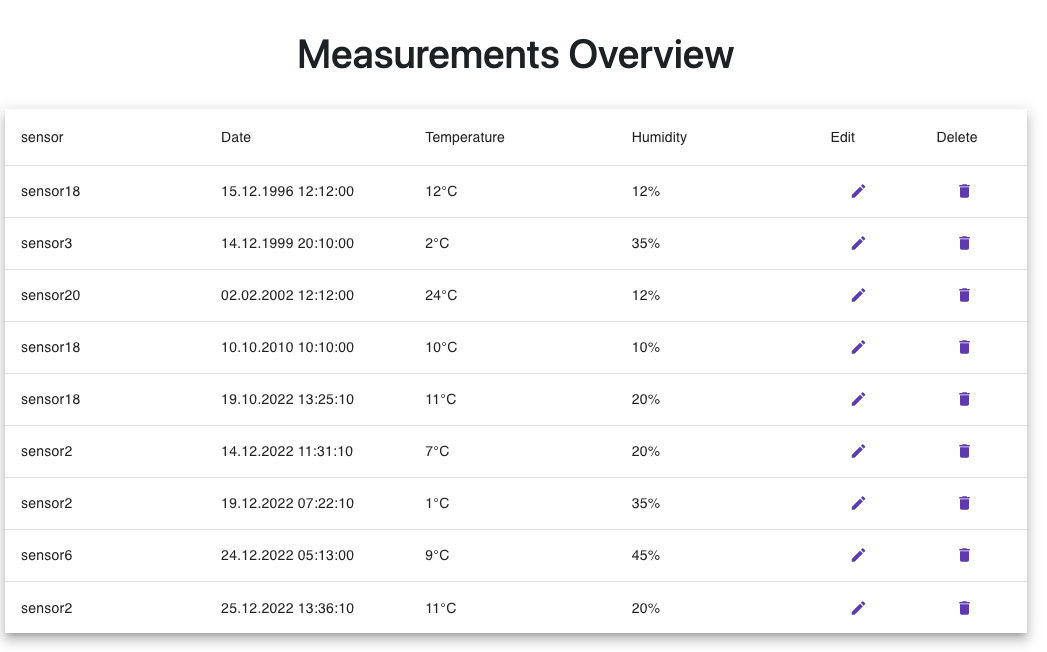 Measurements Overview
sensor Date Temperature Humidity Edit Delete
sensor18 15.12.1996 12:12:00 12°C 12%
sensor3 14.12.1999 20:10:00 2°C 35%
sensor20 02.02.2002 12:12:00 24°C 12%
sensor18 10.10.2010 10:10:00 10°C 10%
sensor18 19.10.2022 13:25:10 11°C 20%
sensor2 14.12.2022 11:31:10 7°C 20%
sensor2 19.12.2022 07:22:10 1°C 35%
sensor6 24.12.2022 05:13:00 9°C 45%
sensor2 25.12.2022 13:36:10 11°C 20%